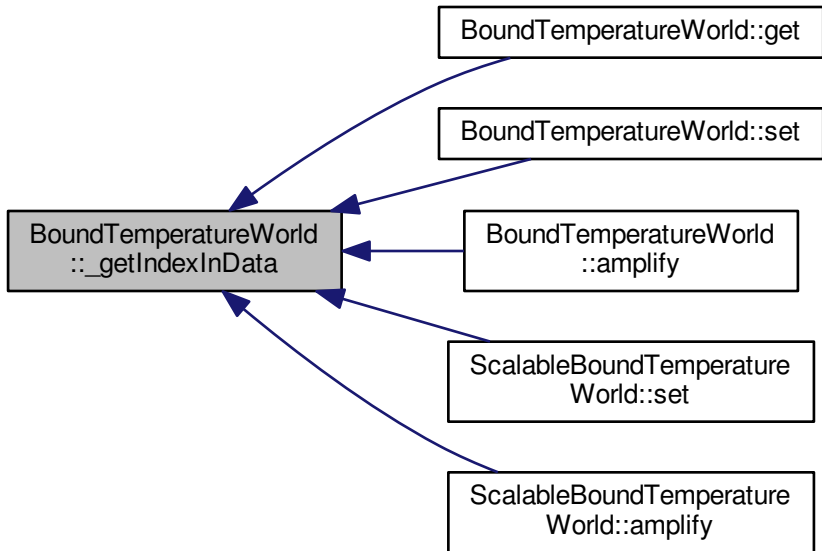 BoundTemperatureWorld::get
BoundTemperatureWorld::set
BoundTemperatureWorld
::_getIndexInData
BoundTemperatureWorld
::amplify
ScalableBoundTemperature
World::set
ScalableBoundTemperature
World::amplify